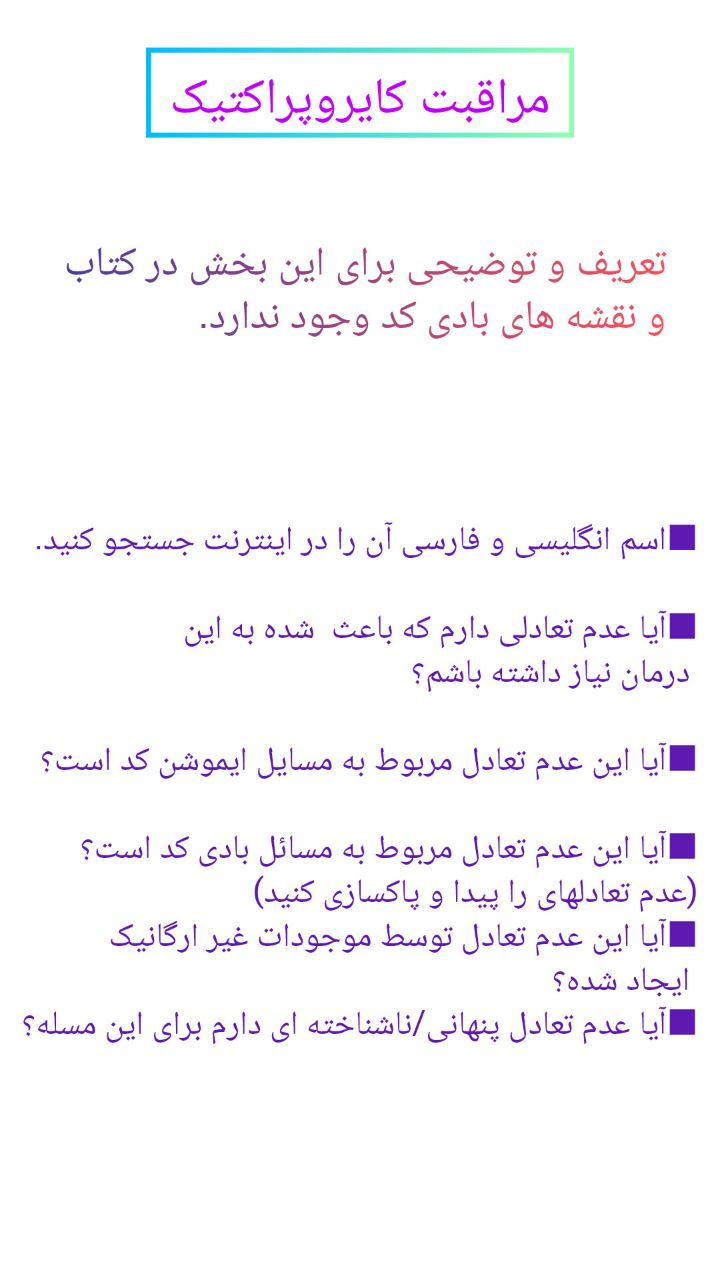 مراقبت کایروپراکتیک
تعریف و توضیحی برای این بخش در کتاب
و نقشه های بادی کد وجود ندارد.
■اسم انگلیسی و فارسی آن را در اینترنت جستجو کنید.
■آیا عدم تعادلی دارم که باعث شده به این
درمان نیاز داشته باشم؟
■آیا این عدم تعادل مربوط به مسایل ایموشن کد است؟
■آیا این عدم تعادل مربوط به مسائل بادی کد است؟
(عدم تعادلهای را پیدا و پاکسازی کنید)
■آیا این عدم تعادل توسط موجودات غیر ارگانیک
ایجاد شده؟
■آیا عدم تعادل پنهانی/ناشناخته ای دارم برای این مسله؟